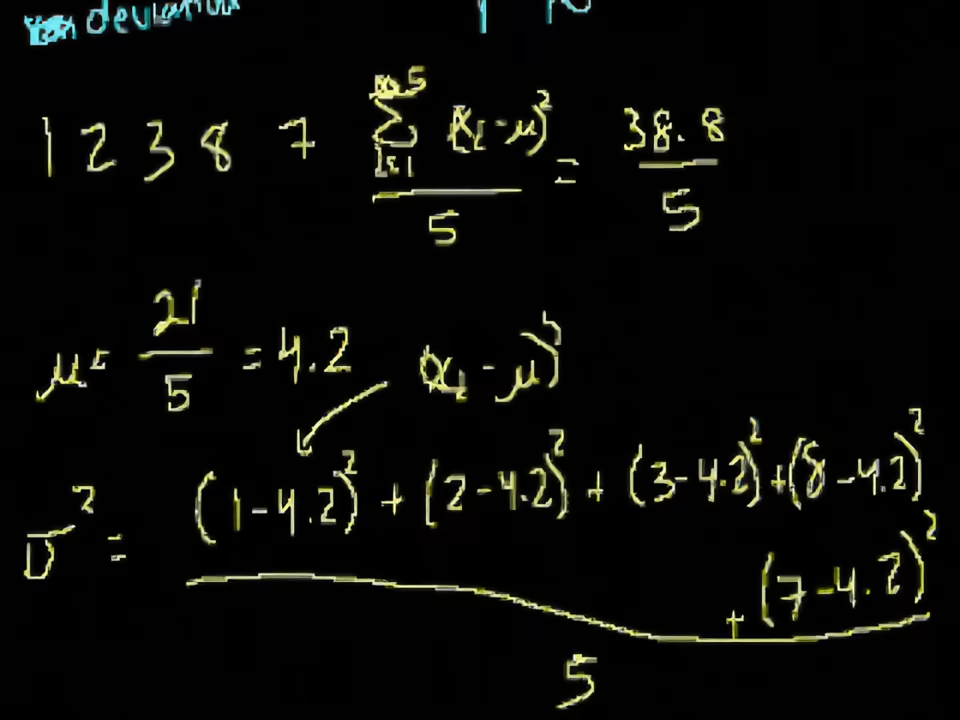 deviation
1 2 3 8 7 5 Σ i=1 (xᵢ - μ)² / 5 = 38.8 / 5
μ = 21 / 5 = 4.2 (xᵢ - μ)²
σ² = (1 - 4.2)² + (2 - 4.2)² + (3 - 4.2)² + (8 - 4.2)²
+ (7 - 4.2)²
5